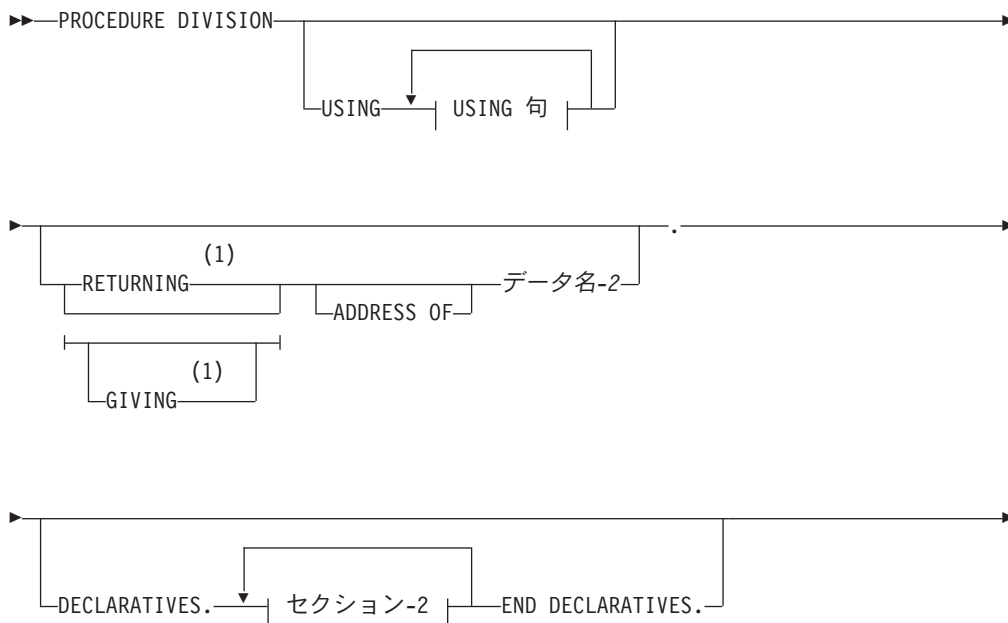 PROCEDURE DIVISION
USING USING 句
(1)
RETURNING データ名-2
ADDRESS OF
.
(1)
GIVING
DECLARATIVES. セクション-2 END DECLARATIVES.